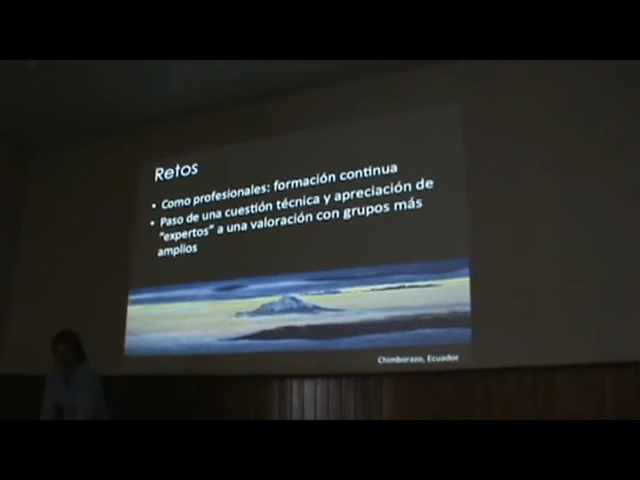 Retos
• Como profesionales: formación continua
• Paso de una cuestión técnica y apreciación de
"expertos" a una valoración con grupos más
amplios
Chimborazo, Ecuador